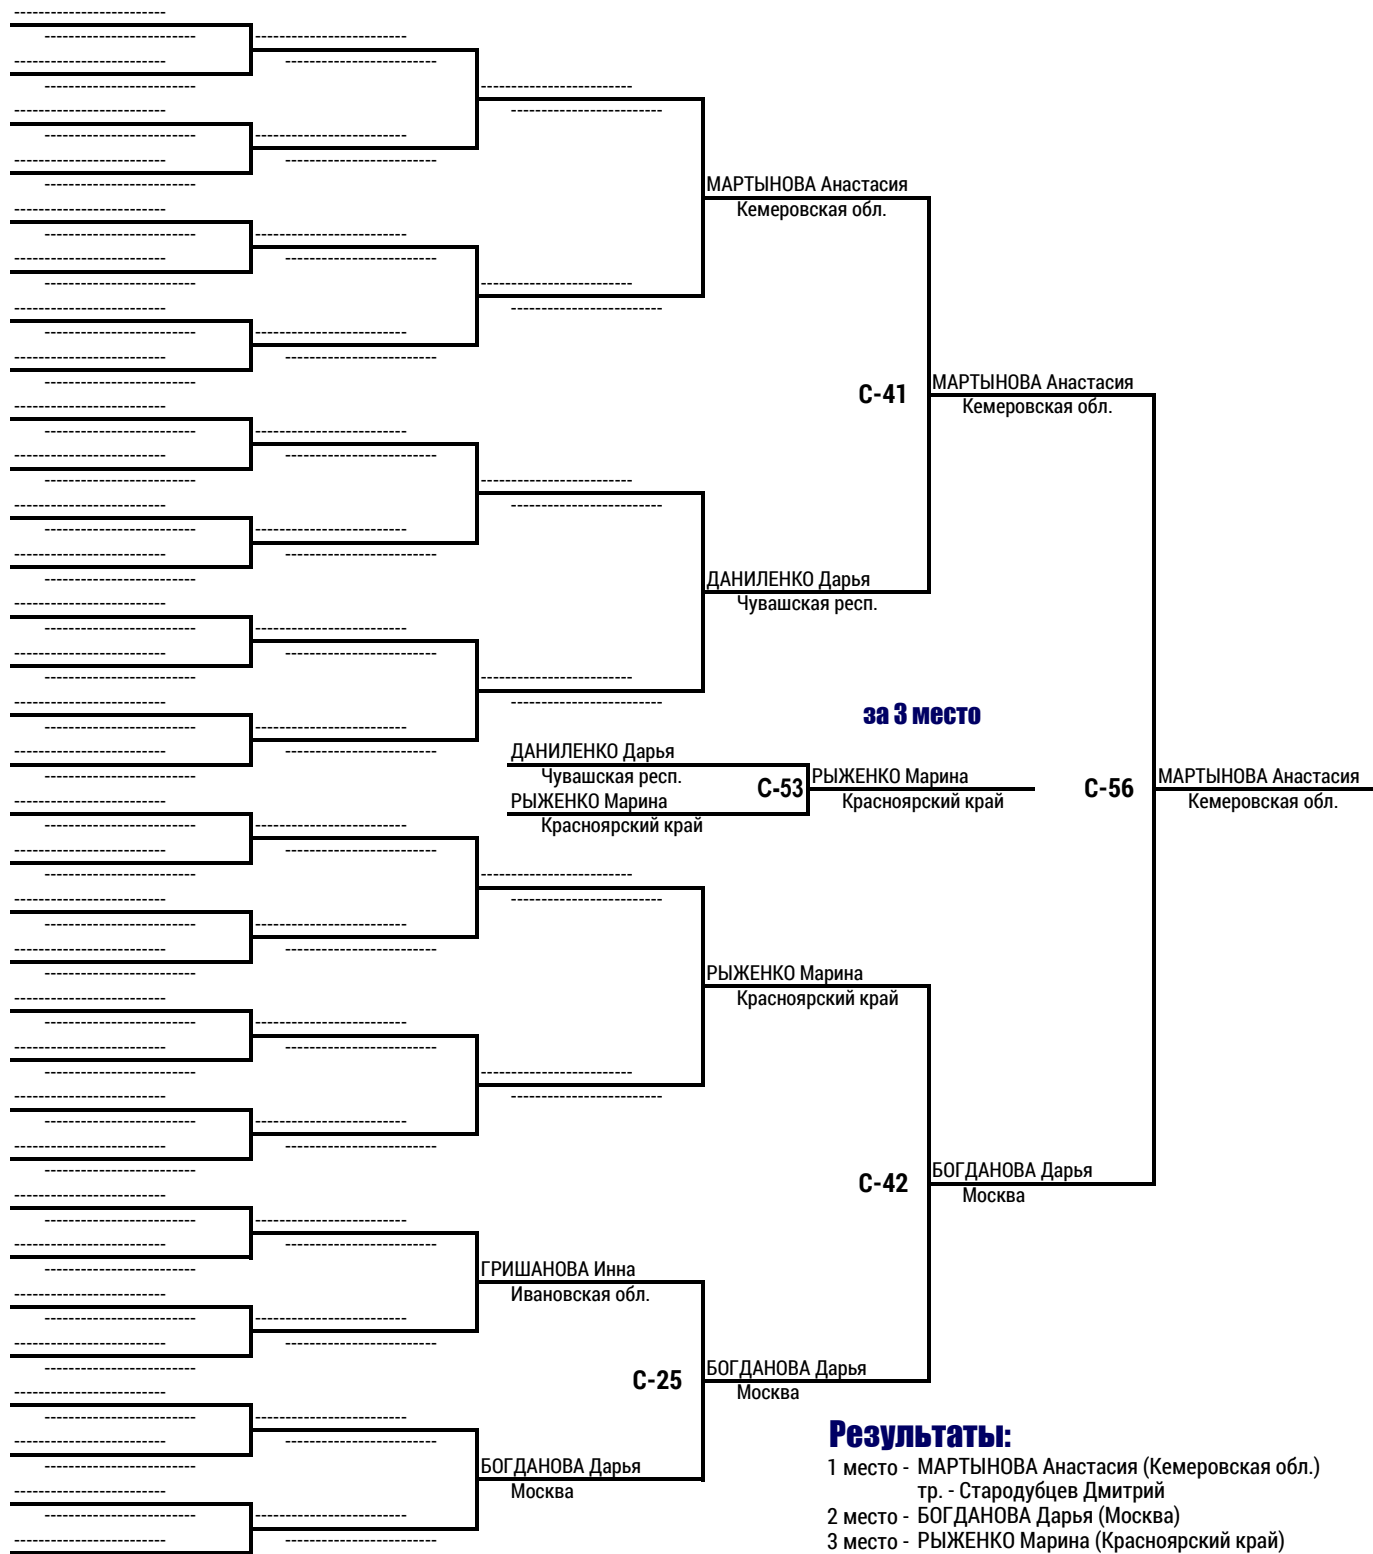 МАРТЫНОВА Анастасия
Кемеровская обл.
С-41
МАРТЫНОВА Анастасия
Кемеровская обл.
ДАНИЛЕНКО Дарья
Чувашская респ.
за 3 место
ДАНИЛЕНКО Дарья
Чувашская респ.
РЫЖЕНКО Марина
Красноярский край
С-53
РЫЖЕНКО Марина
Красноярский край
С-56
МАРТЫНОВА Анастасия
Кемеровская обл.
РЫЖЕНКО Марина
Красноярский край
С-42
БОГДАНОВА Дарья
Москва
ГРИШАНОВА Инна
Ивановская обл.
С-25
БОГДАНОВА Дарья
Москва
БОГДАНОВА Дарья
Москва
Результаты:
1 место - МАРТЫНОВА Анастасия (Кемеровская обл.)
тр. - Стародубцев Дмитрий
2 место - БОГДАНОВА Дарья (Москва)
3 место - РЫЖЕНКО Марина (Красноярский край)